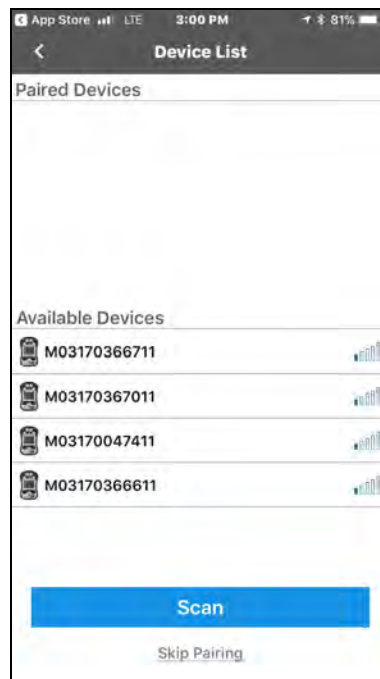 App Store LTE 3:00 PM 81%
Device List
Paired Devices
Available Devices
M03170366711
M03170367011
M03170047411
M03170366611
Scan
Skip Pairing